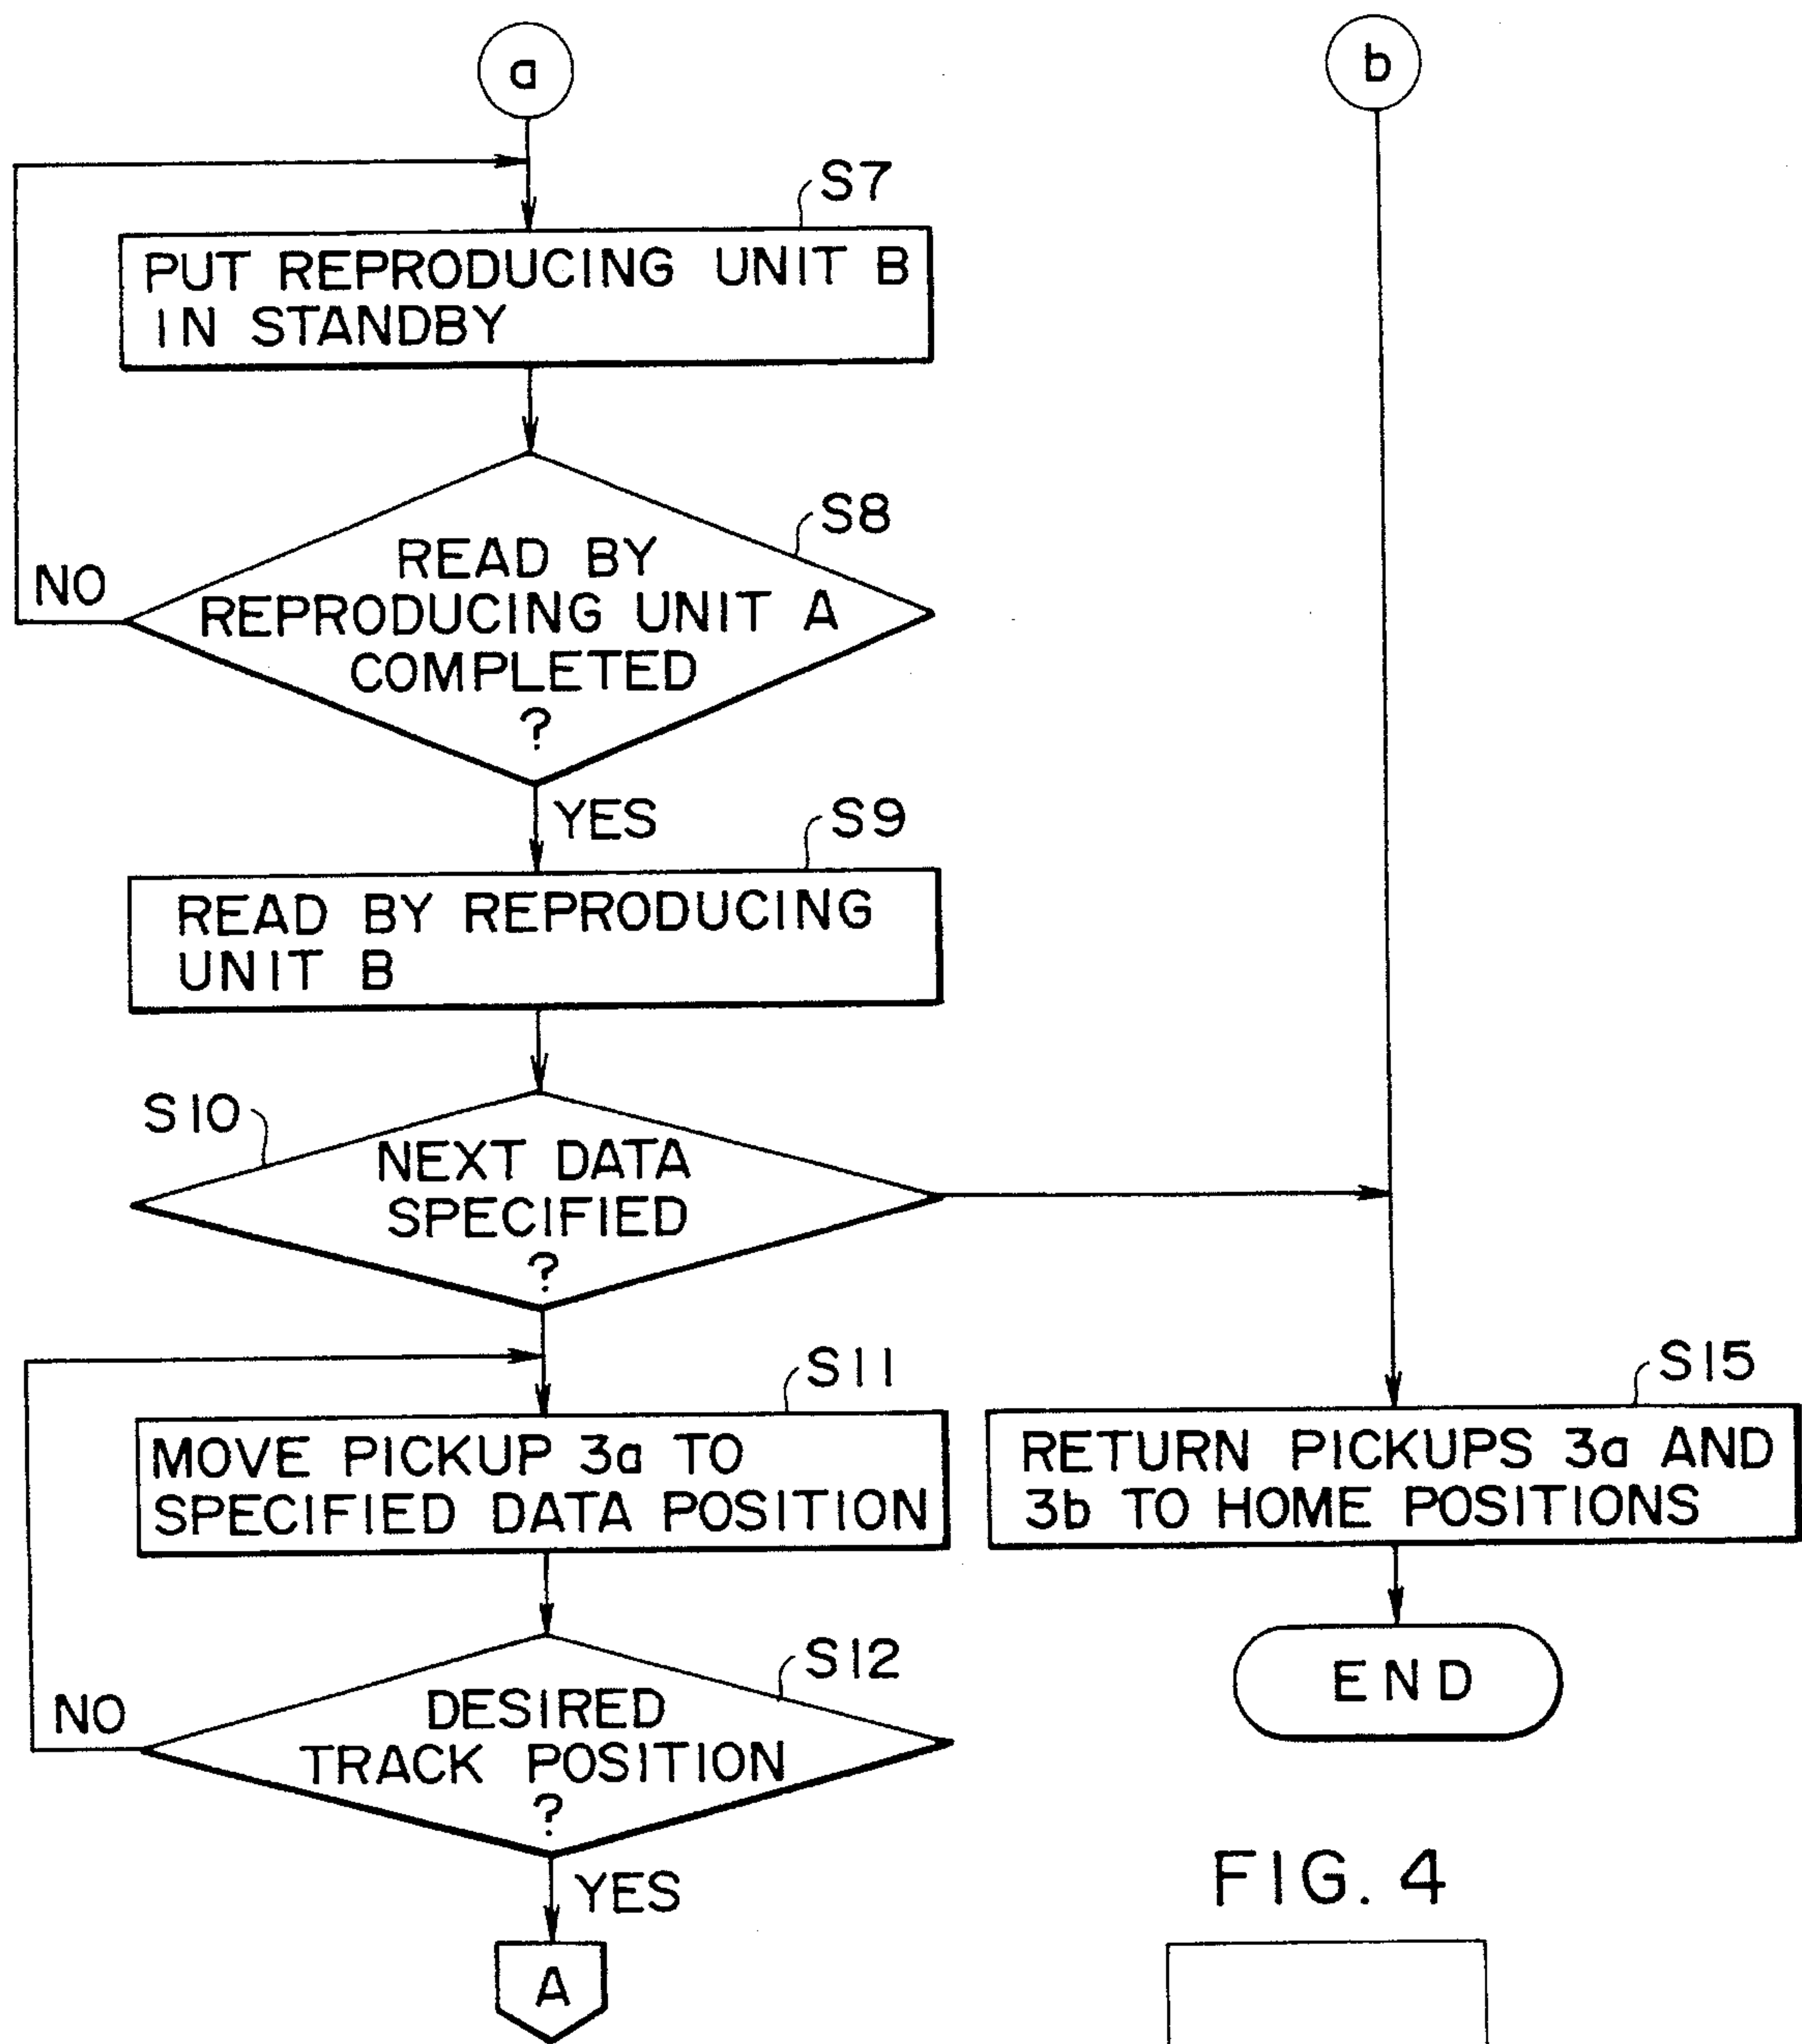 a
b
S7
PUT REPRODUCING UNIT B
IN STANDBY
S8
READ BY
REPRODUCING UNIT A
COMPLETED
?
NO
YES
S9
READ BY REPRODUCING
UNIT B
S10
NEXT DATA
SPECIFIED
?
S11
MOVE PICKUP 3a TO
SPECIFIED DATA POSITION
S15
RETURN PICKUPS 3a AND
3b TO HOME POSITIONS
S12
DESIRED
TRACK POSITION
?
NO
END
YES
A
FIG. 4